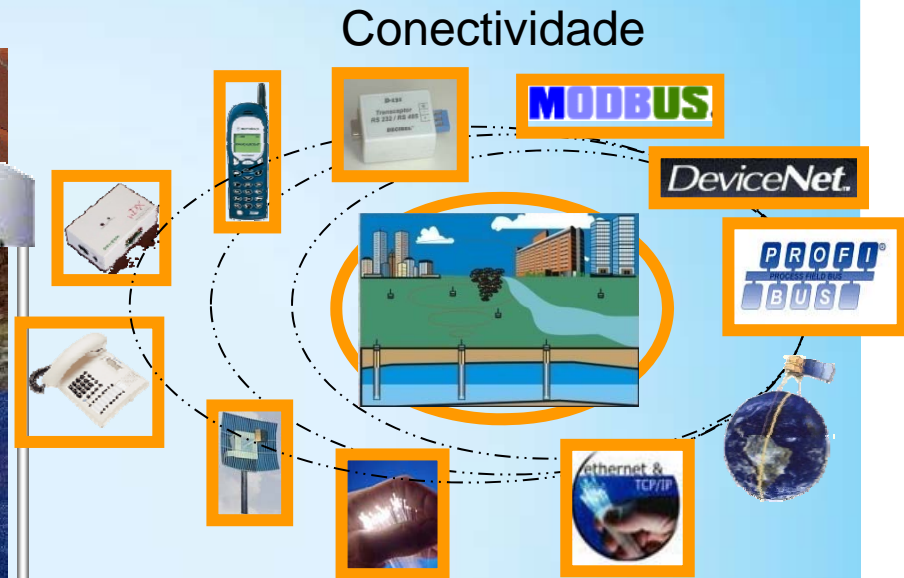 Conectividade
Transceptor
RS 232 / RS 485
MODBUS
DeviceNet
PROFI®
PROCESS FIELD BUS
BUS
ethernet &
TCP/IP